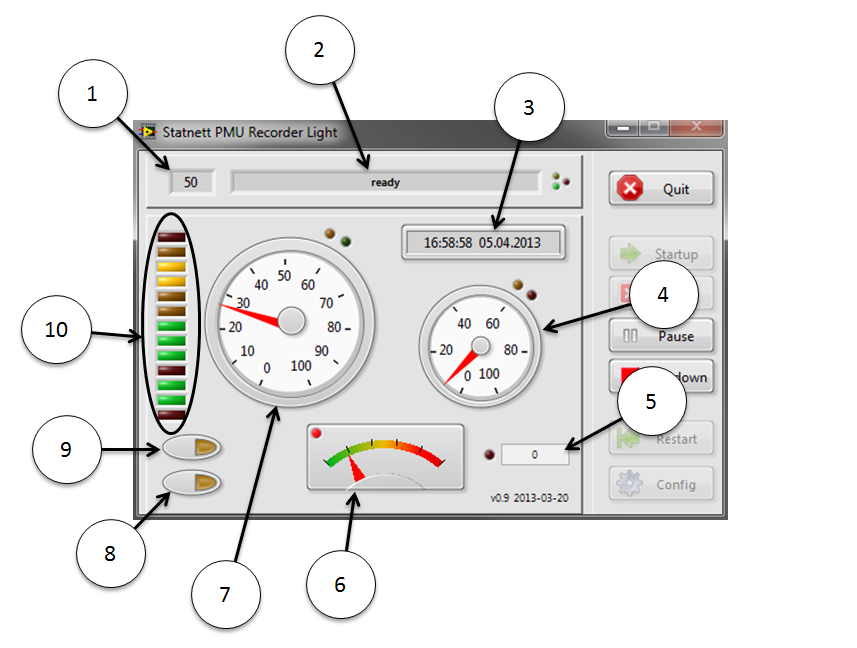 2
1
3
Statnett PMU Recorder Light
50 ready
Quit
16:58:58 05.04.2013
Startup
0 10 20 30 40 50 60 70 80 90 100
4
0 20 40 60 80 100
Pause
10
down
5
9
0
Restart
v0.9 2013-03-20
Config
8
7
6